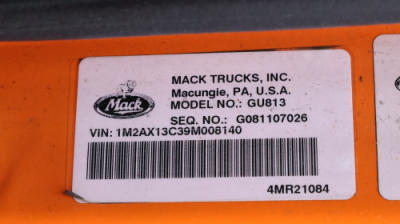 MACK TRUCKS, INC.
Macungie, PA, U.S.A.
Mack
MODEL NO.: GU813
SEQ. NO.: G081107026
VIN: 1M2AX13C39M008140
4MR21084